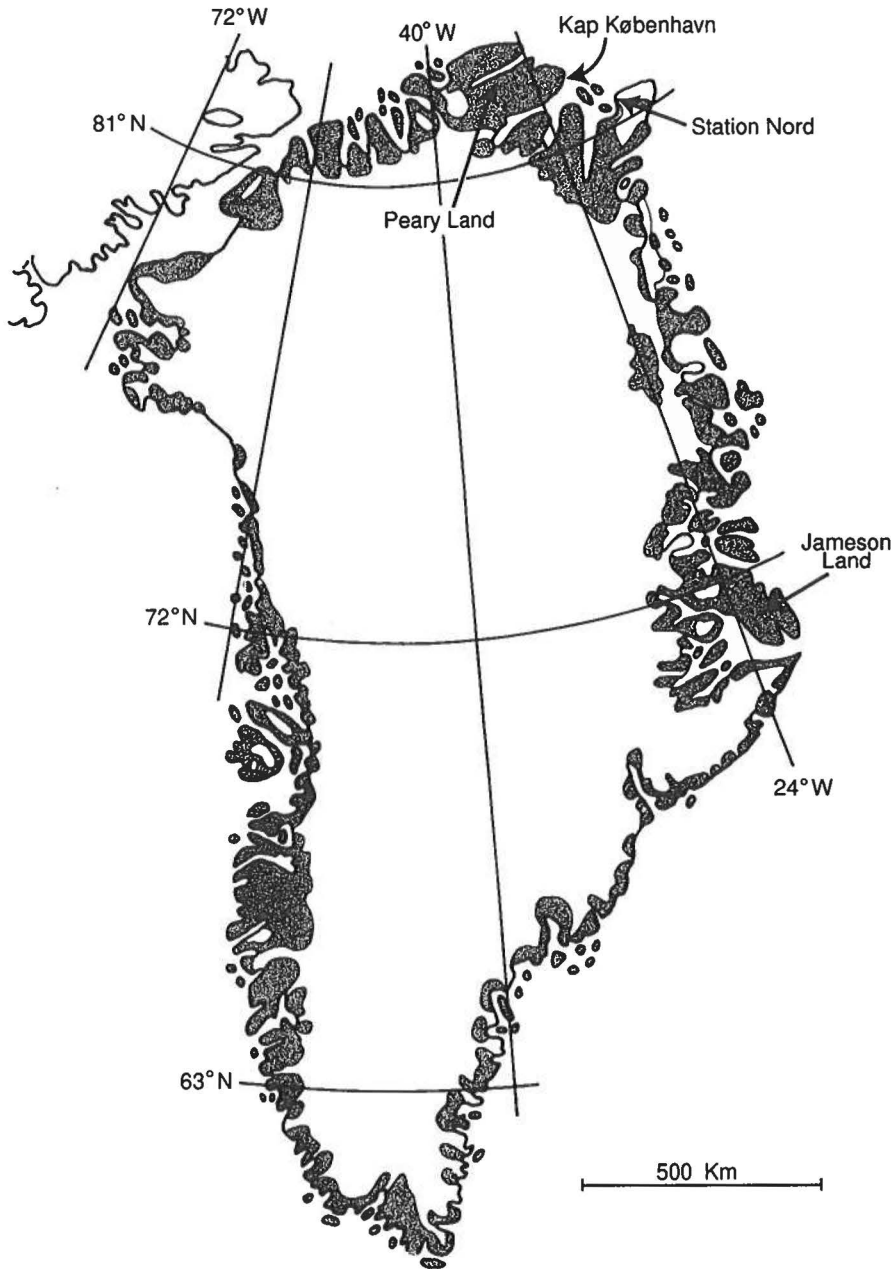 72° W
40° W
Kap København
81° N
Station Nord
Peary Land
Jameson
Land
72° N
24° W
63° N
500 Km